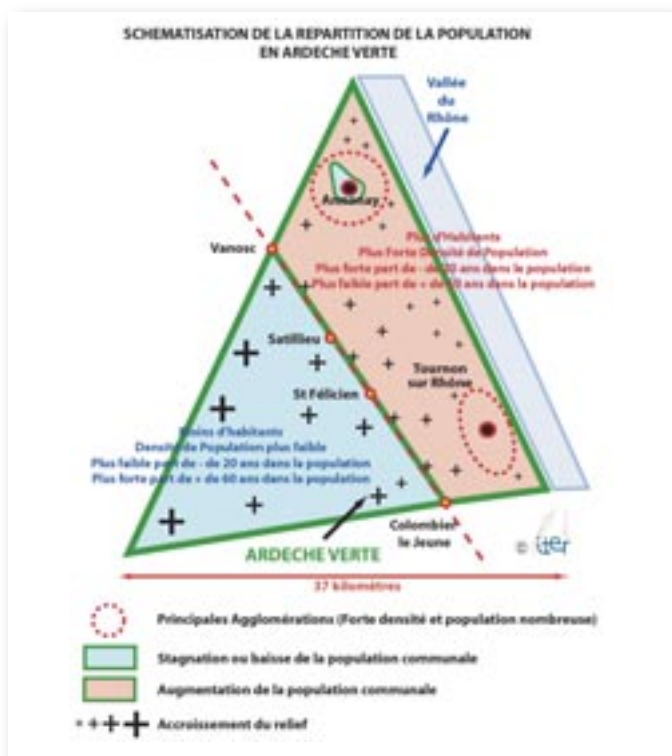 SCHEMATISATION DE LA REPARTITION DE LA POPULATION
EN ARDECHE VERTE
Vallée
du
Rhône
Annonay
Vanosc
Plus d'Habitants
Plus Forte Densité de Population
Plus forte part de - de 20 ans dans la population
Plus faible part de + de 60 ans dans la population
Satillieu
Tournon
sur Rhône
St Félicien
Moins d'habitants
Densité de Population plus faible
Plus faible part de - de 20 ans dans la population
Plus forte part de + de 60 ans dans la population
Colombier
le Jeune
ARDECHE VERTE
©
37 kilomètres
Principales Agglomérations (Forte densité et population nombreuse)
Stagnation ou baisse de la population communale
Augmentation de la population communale
Accroissement du relief